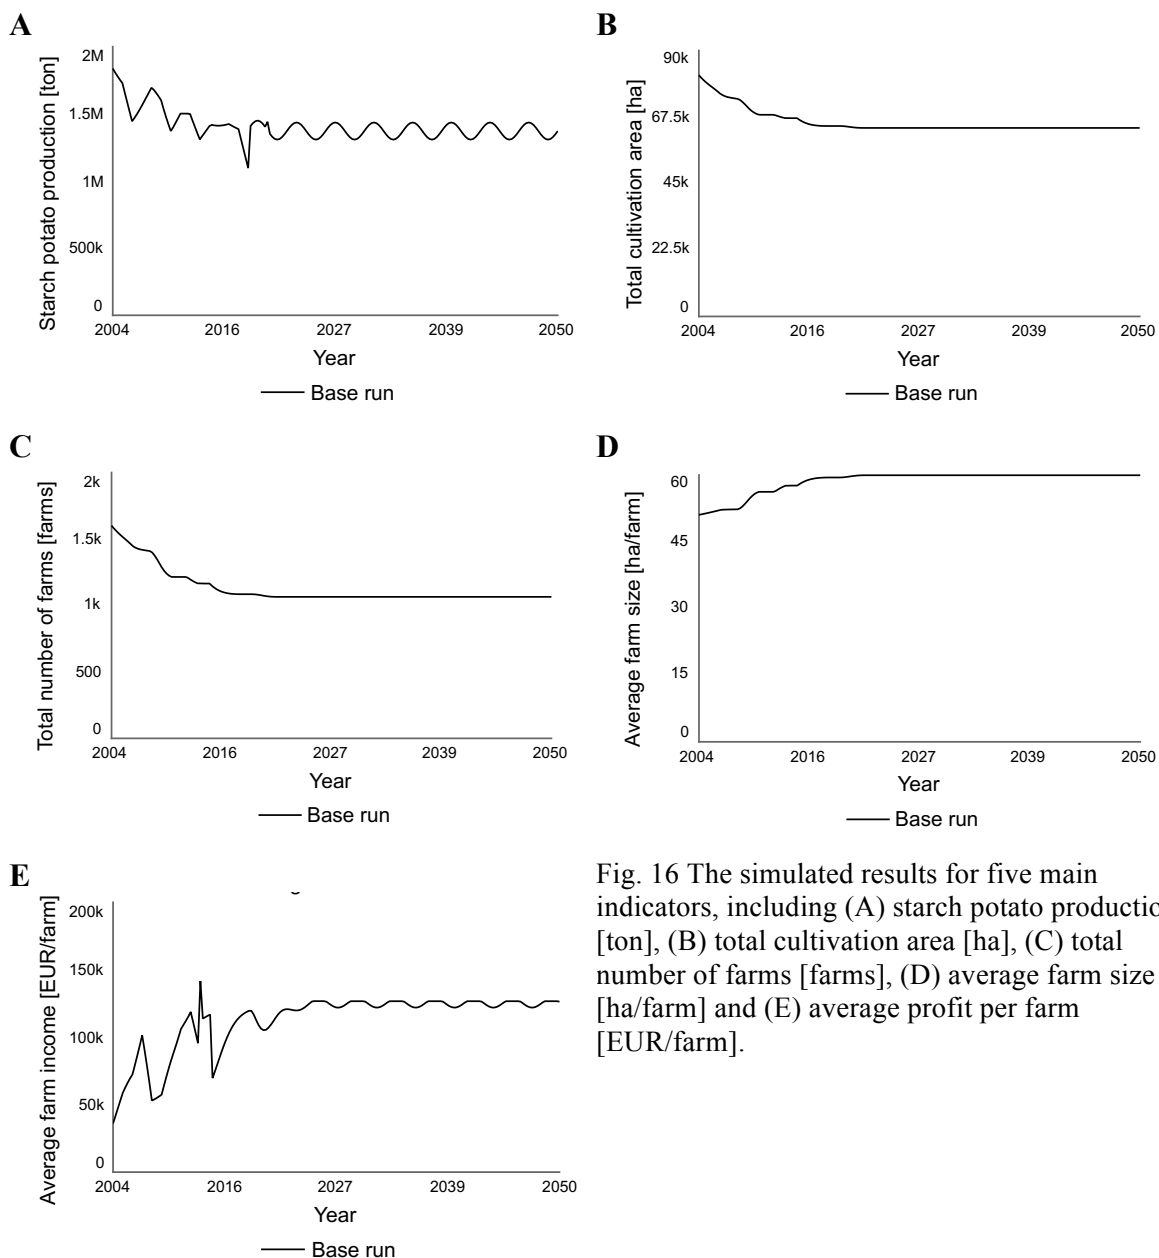 A
Starch potato production [ton]
2M
1.5M
1M
500k
0
2004 2016 2027 2039 2050
Year
Base run
B
Total cultivation area [ha]
90k
67.5k
45k
22.5k
0
2004 2016 2027 2039 2050
Year
Base run
C
Total number of farms [farms]
2k
1.5k
1k
500
0
2004 2016 2027 2039 2050
Year
Base run
D
Average farm size [ha/farm]
60
45
30
15
0
2004 2016 2027 2039 2050
Year
Base run
E
Average farm income [EUR/farm]
200k
150k
100k
50k
0
2004 2016 2027 2039 2050
Year
Base run
Fig. 16 The simulated results for five main
indicators, including (A) starch potato productio
[ton], (B) total cultivation area [ha], (C) total
number of farms [farms], (D) average farm size
[ha/farm] and (E) average profit per farm
[EUR/farm].